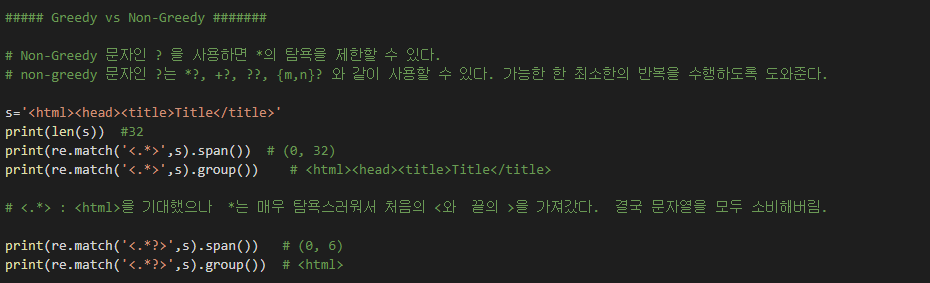 ##### Greedy vs Non-Greedy #######
# Non-Greedy 문자인 ? 을 사용하면 *의 탐욕을 제한할 수 있다.
# non-greedy 문자인 ?는 *?, +?, ??, {m,n}? 와 같이 사용할 수 있다. 가능한 한 최소한의 반복을 수행하도록 도와준다.
s='<html><head><title>Title</title>'
print(len(s))  #32
print(re.match('<.*>',s).span())  # (0, 32)
print(re.match('<.*>',s).group())    # <html><head><title>Title</title>
# <.*> : <html>을 기대했으나  *는 매우 탐욕스러워서 처음의 <와  끝의 >을 가져갔다.  결국 문자열을 모두 소비해버림.
print(re.match('<.*?>',s).span())   # (0, 6)
print(re.match('<.*?>',s).group())  # <html>